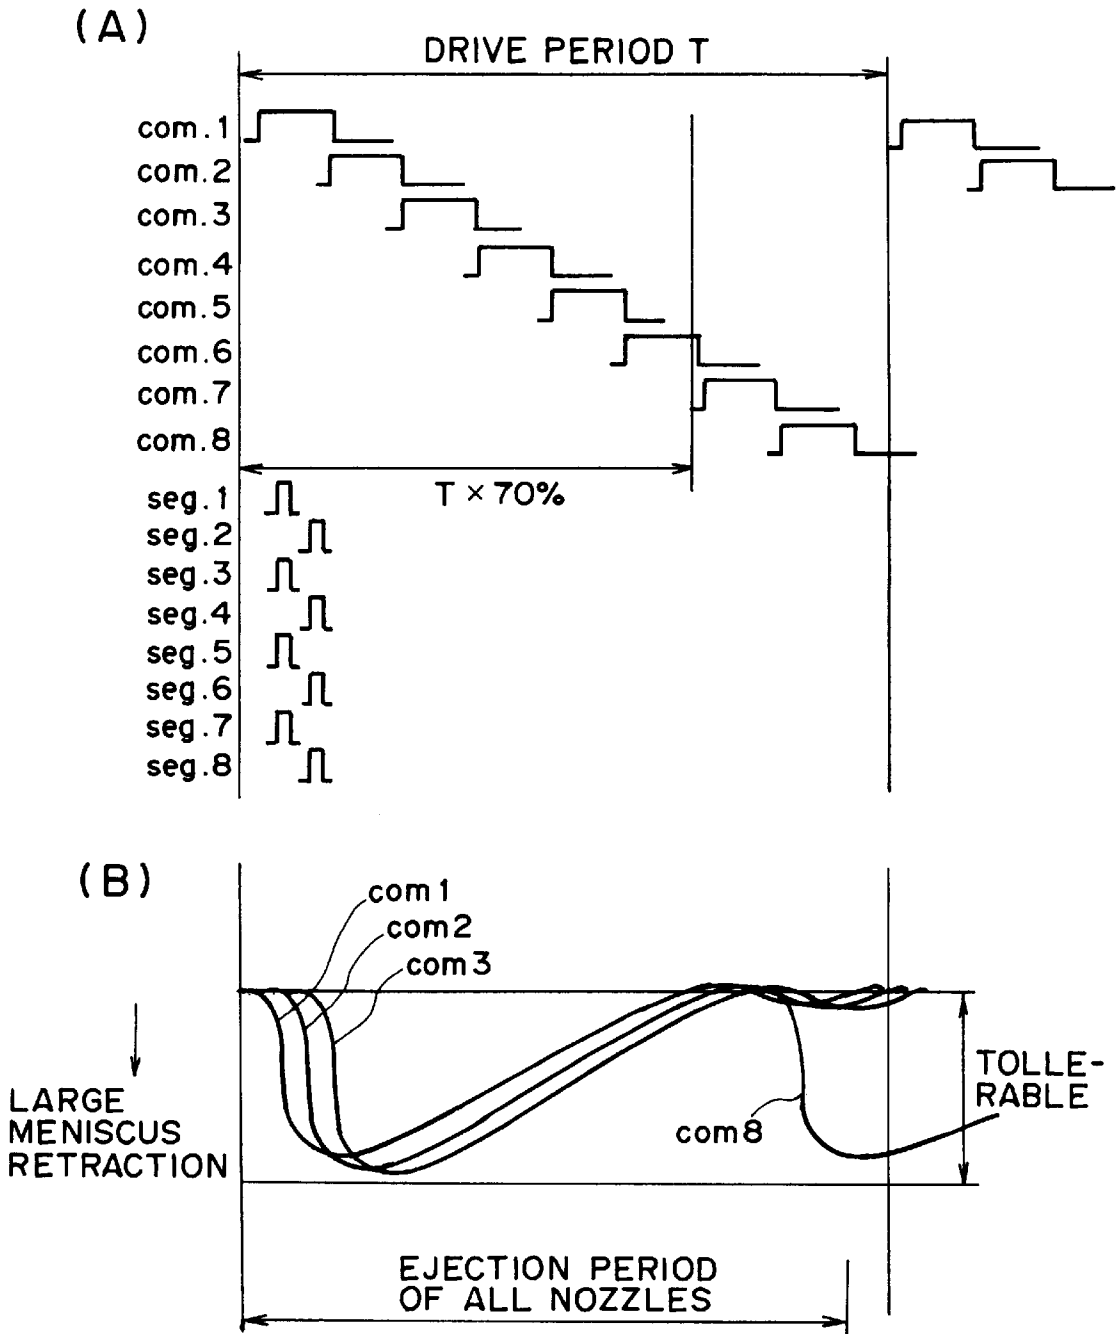 (A)
DRIVE PERIOD T
com.1
com.2
com.3
com.4
com.5
com.6
com.7
com.8
T×70%
seg.1
seg.2
seg.3
seg.4
seg.5
seg.6
seg.7
seg.8
(B)
com1
com2
com3
LARGE
MENISCUS
RETRACTION
com8
TOLLE-
RABLE
EJECTION PERIOD
OF ALL NOZZLES